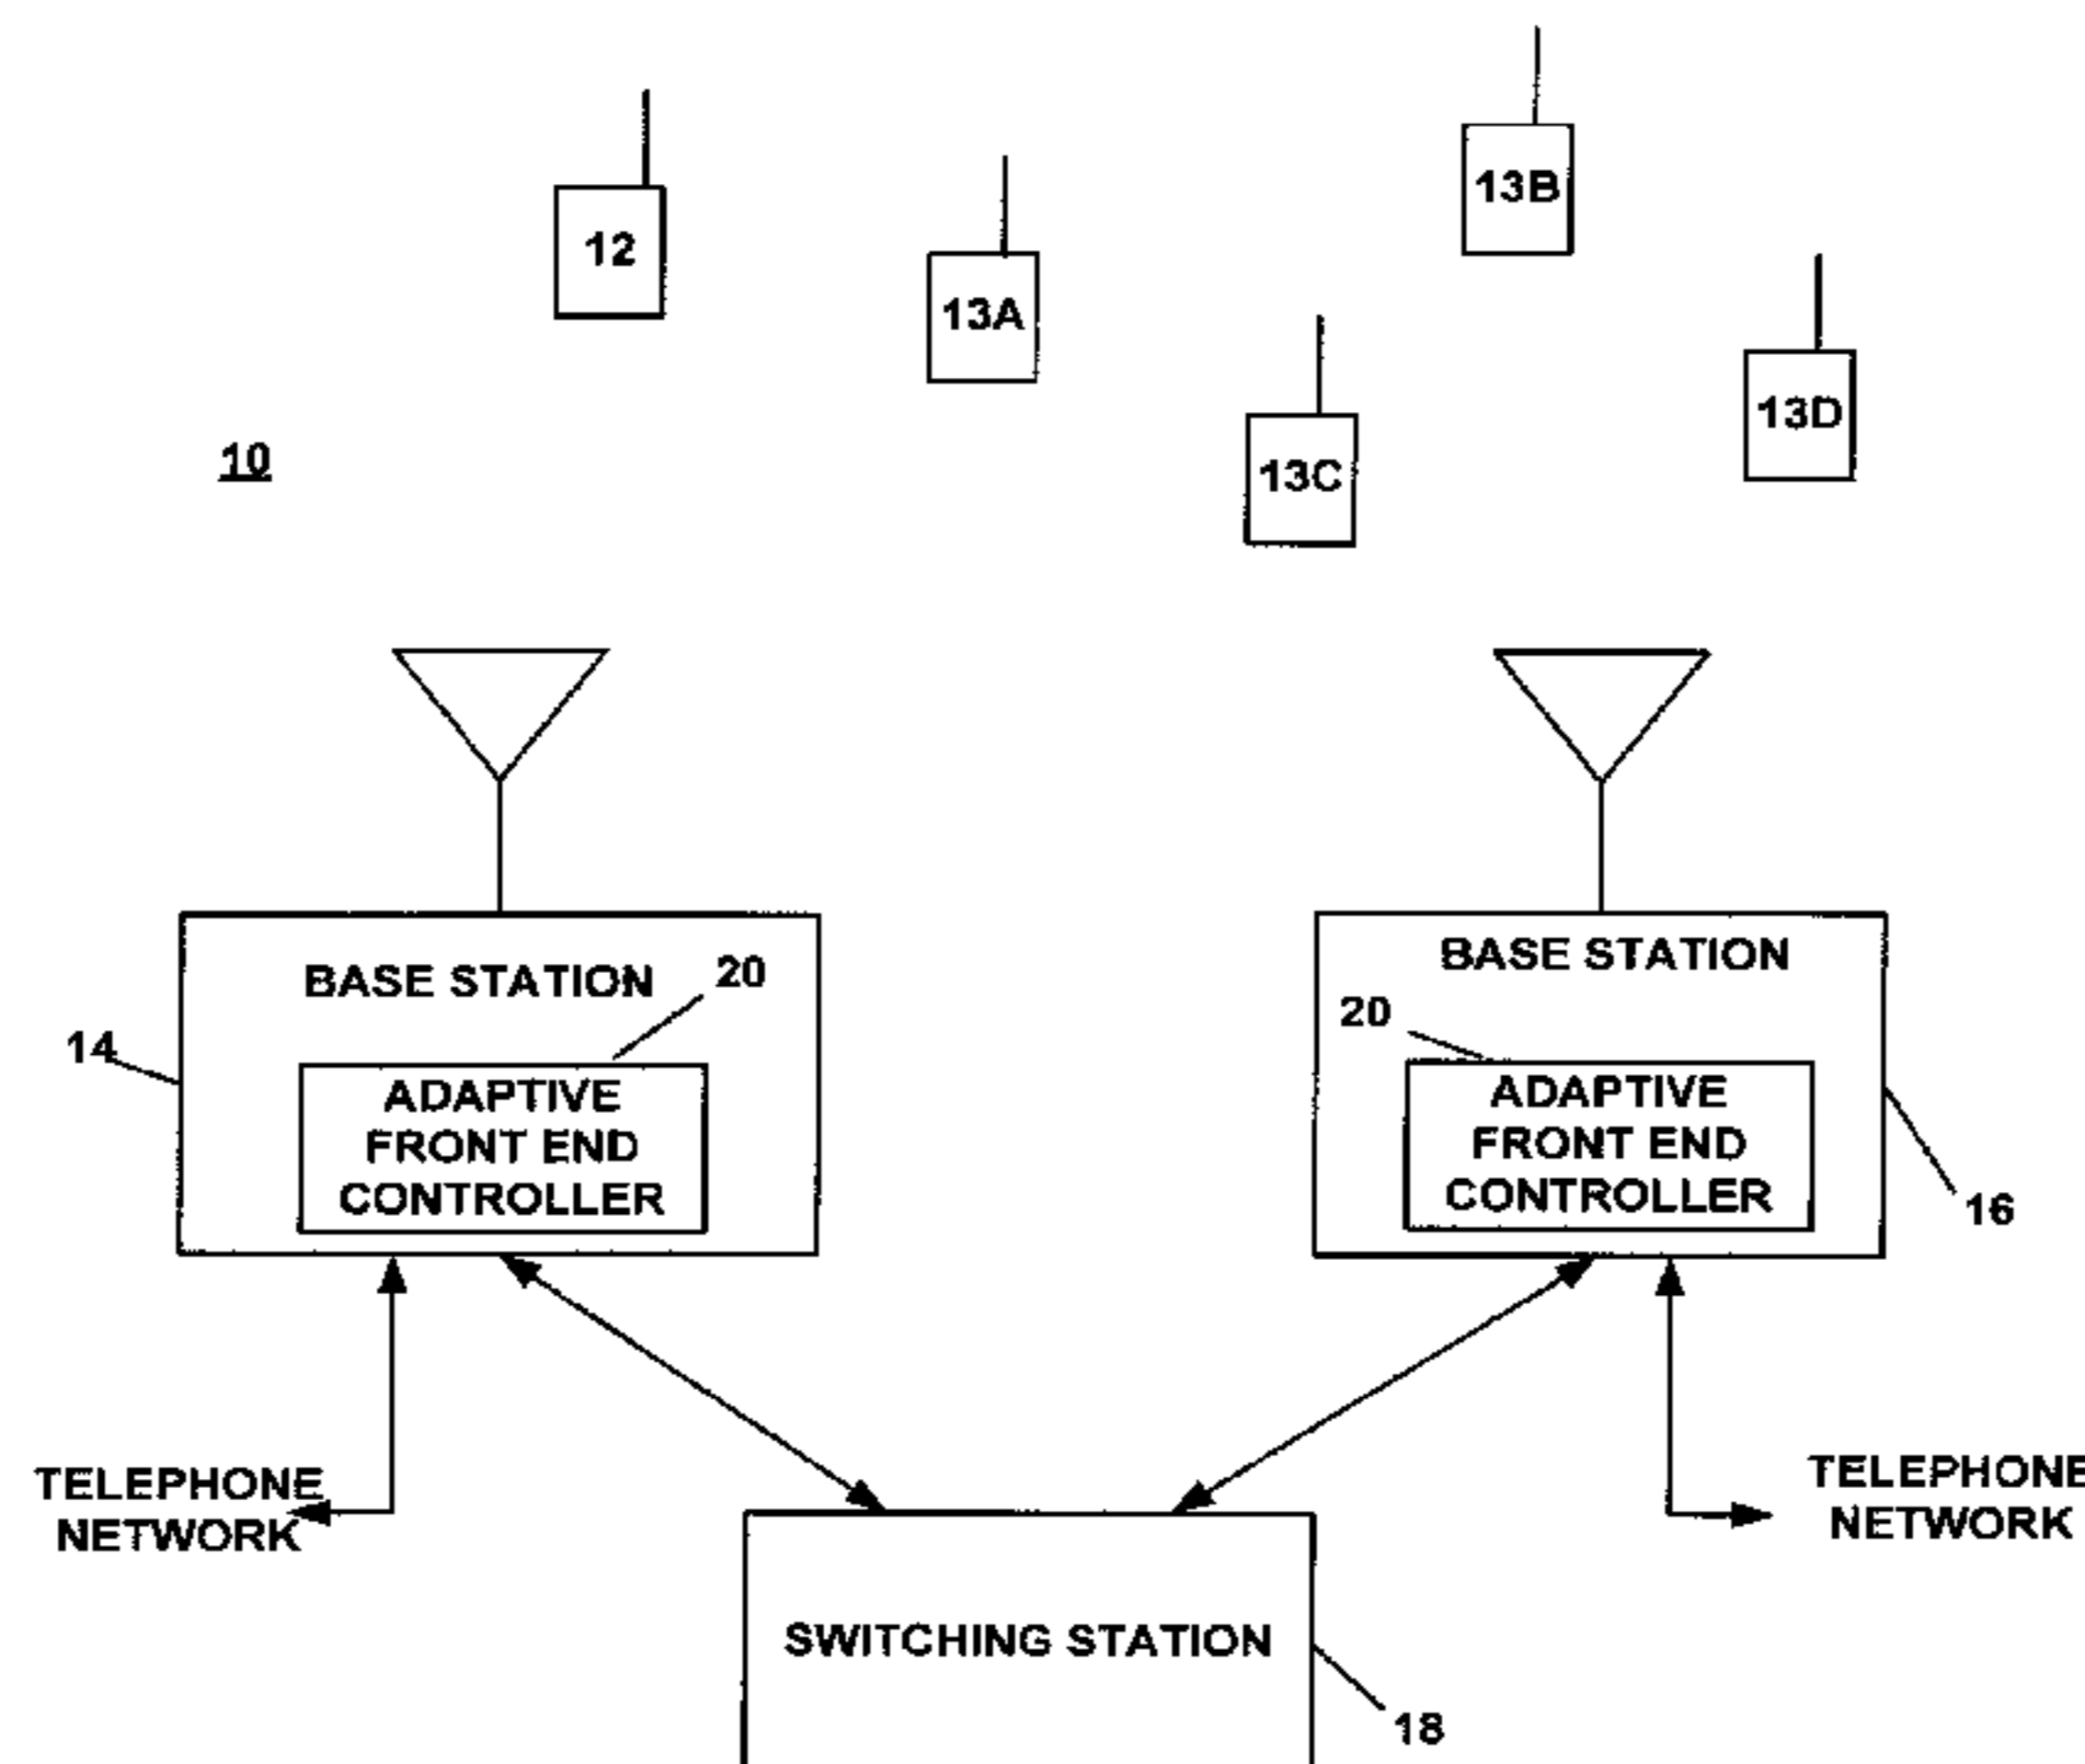 13B
12
13A
13D
13C
10
BASE STATION
20
14
ADAPTIVE
FRONT END
CONTROLLER
BASE STATION
20
ADAPTIVE
FRONT END
CONTROLLER
16
TELEPHONE
NETWORK
TELEPHONE
NETWORK
SWITCHING STATION
18